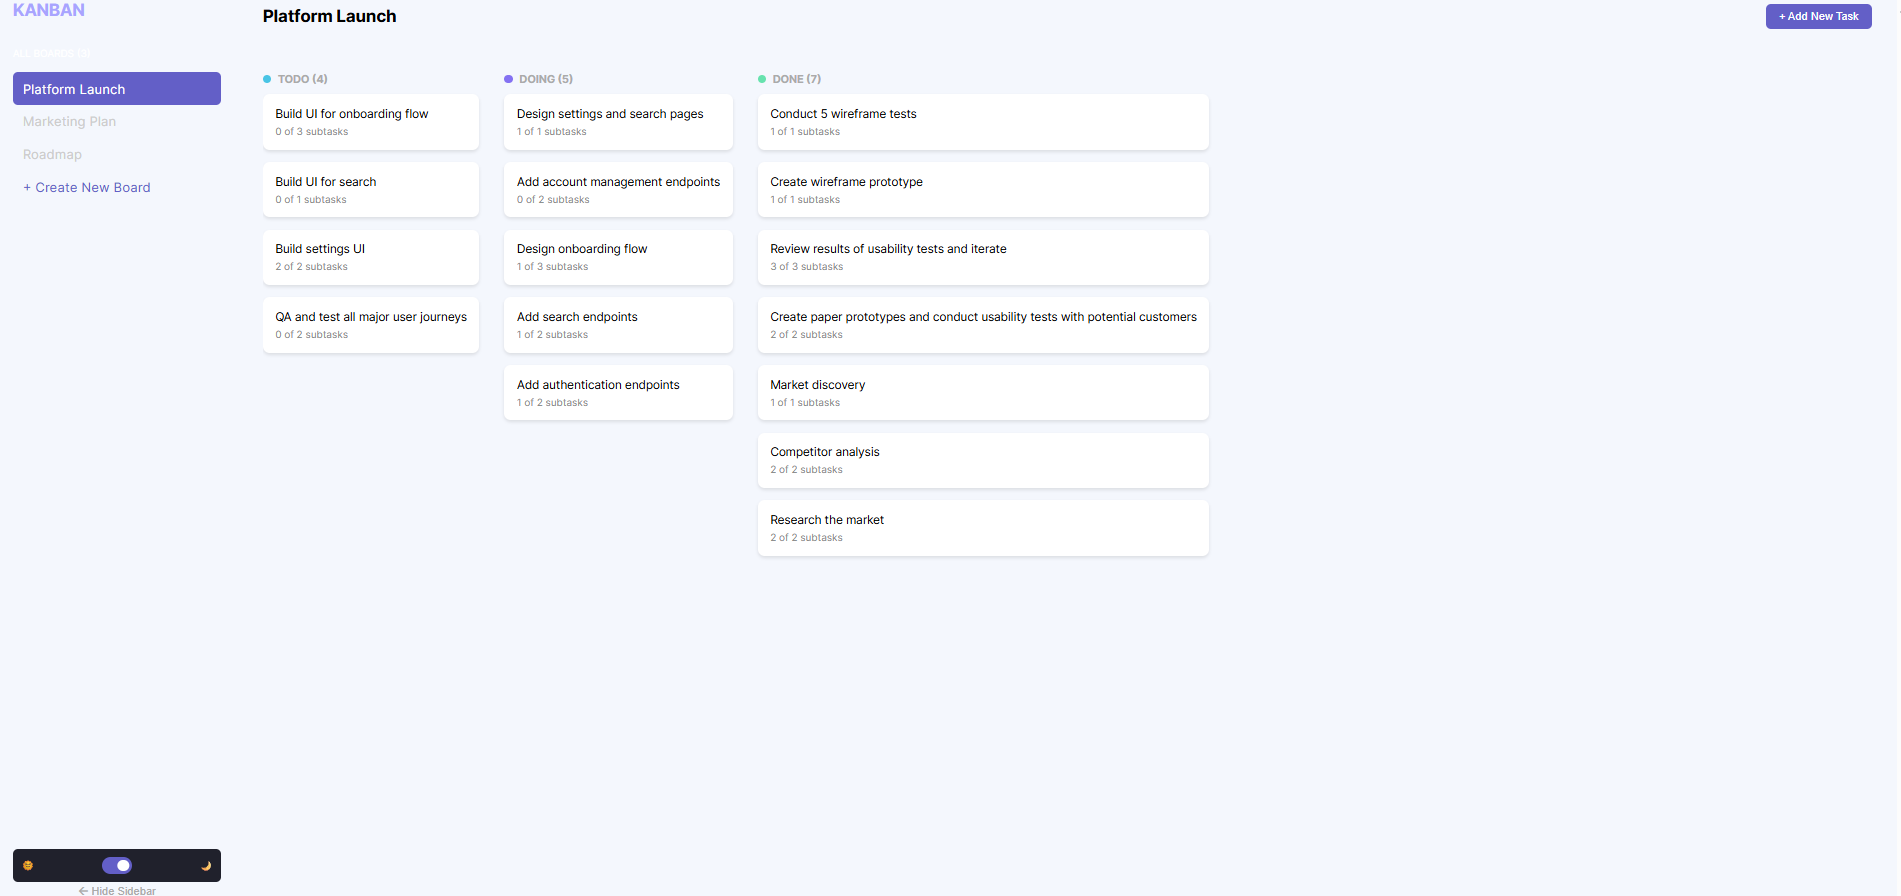 KANBAN
ALL BOARDS (3)
Platform Launch
Marketing Plan
Roadmap
+ Create New Board
← Hide Sidebar
Platform Launch
+ Add New Task
TODO (4)
Build UI for onboarding flow
0 of 3 subtasks
Build UI for search
0 of 1 subtasks
Build settings UI
2 of 2 subtasks
QA and test all major user journeys
0 of 2 subtasks
DOING (5)
Design settings and search pages
1 of 1 subtasks
Add account management endpoints
0 of 2 subtasks
Design onboarding flow
1 of 3 subtasks
Add search endpoints
1 of 2 subtasks
Add authentication endpoints
1 of 2 subtasks
DONE (7)
Conduct 5 wireframe tests
1 of 1 subtasks
Create wireframe prototype
1 of 1 subtasks
Review results of usability tests and iterate
3 of 3 subtasks
Create paper prototypes and conduct usability tests with potential customers
2 of 2 subtasks
Market discovery
1 of 1 subtasks
Competitor analysis
2 of 2 subtasks
Research the market
2 of 2 subtasks